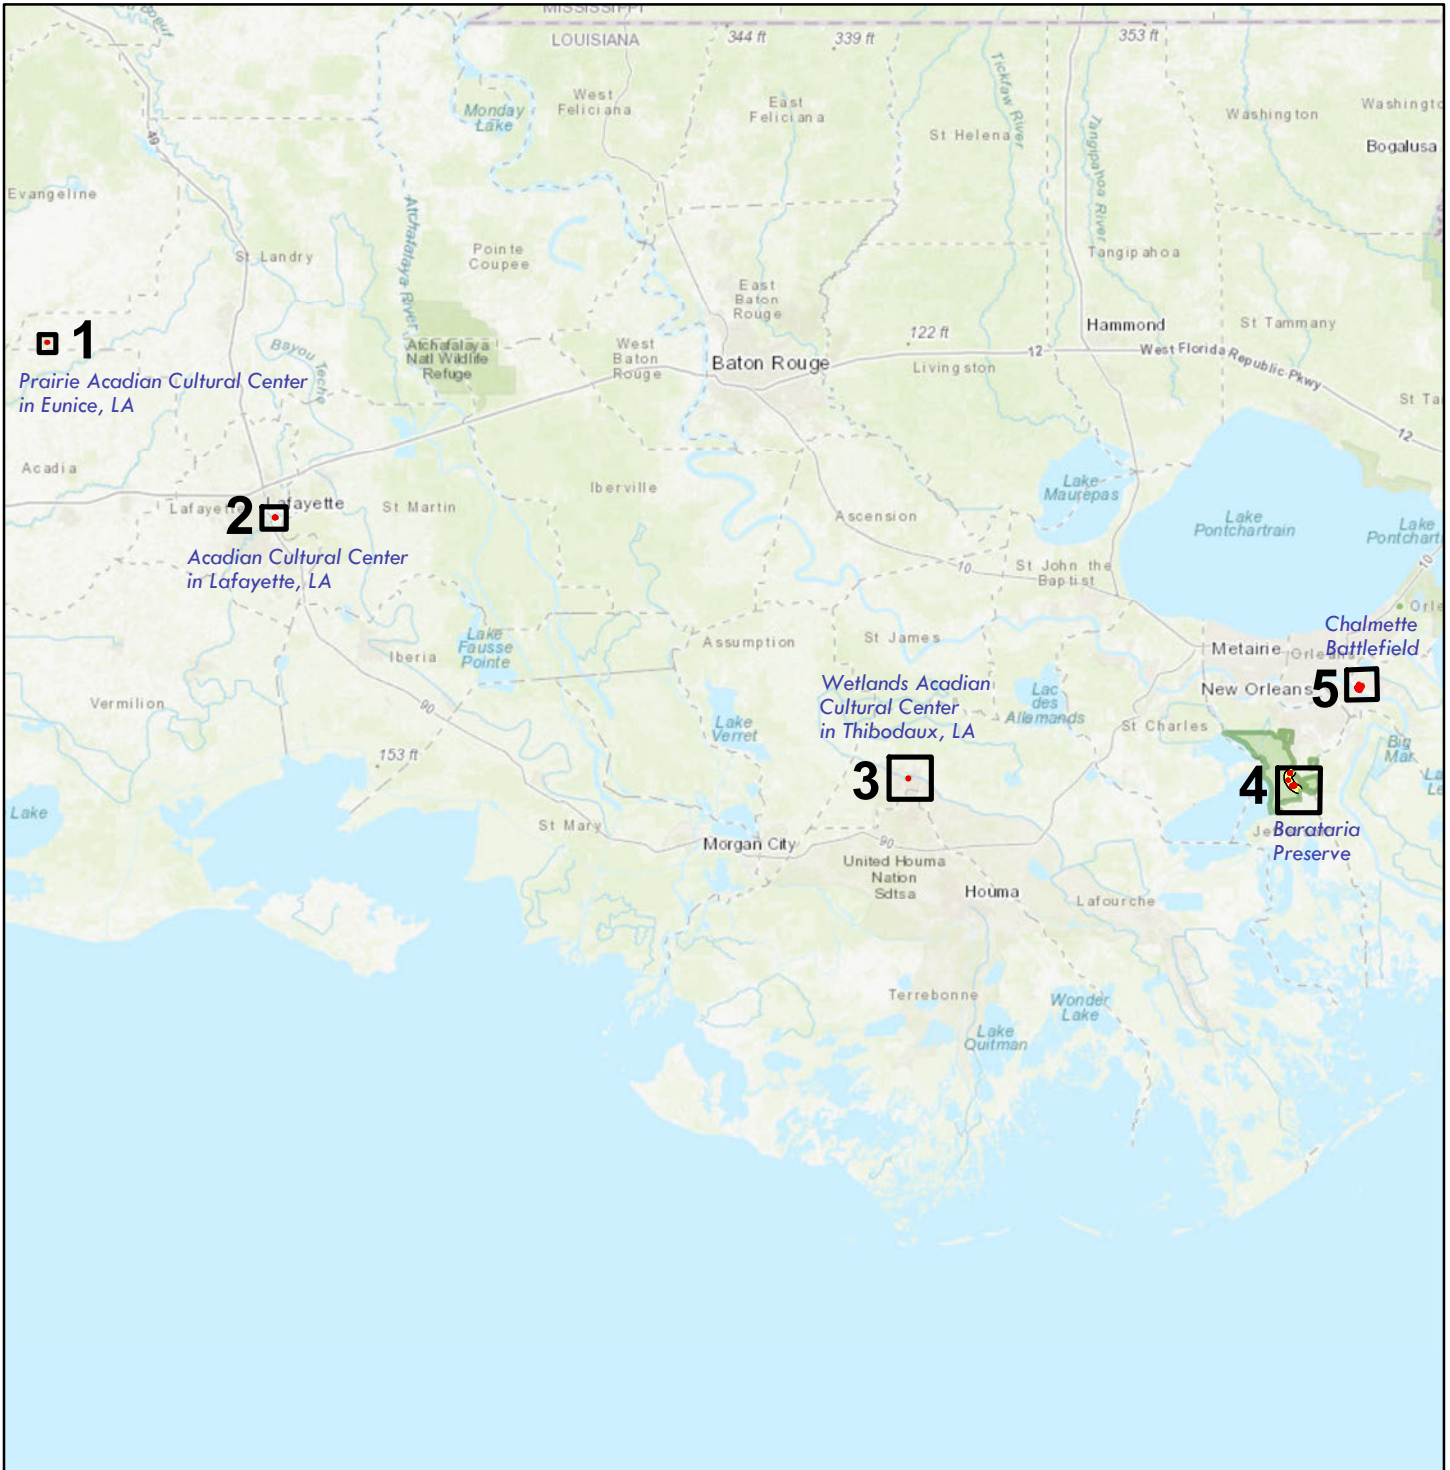 MISSISSIPPI
LOUISIANA
344 ft
339 ft
353 ft
Monday
Lake
West
Feliciana
East
Feliciana
St Helena
Tickfaw River
Tangipahoa River
Washington
Bogalusa
49
Evangeline
St Landry
Atchafalaya River
Pointe
Coupee
East
Baton
Rouge
Tangipahoa
1
Prairie Acadian Cultural Center
in Eunice, LA
Bayou Teche
Atchafalaya
Natl Wildlife
Refuge
West
Baton
Rouge
Baton Rouge
122 ft
Livingston
12
Hammond
St Tammany
West Florida Republic Pkwy
12
Acadia
Lafayette
2
Lafayette
St Martin
Acadian Cultural Center
in Lafayette, LA
Iberville
Ascension
Lake
Maurepas
Lake
Pontchartrain
Lake
10
St John the
Baptist
10
Chalmette
Battlefield
Metairie
New Orleans
5
Lake
Fausse
Pointe
Iberia
Assumption
St James
Vermilion
90
153 ft
Lake
Verret
Wetlands Acadian
Cultural Center
in Thibodaux, LA
3
Lac
des
Allemands
St Charles
Big
Mar
4
Barataria
Preserve
Lake
St Mary
Morgan City
90
United Houma
Nation
Sdtsa
Houma
Lafourche
Terrebonne
Wonder
Lake
Lake
Quitman